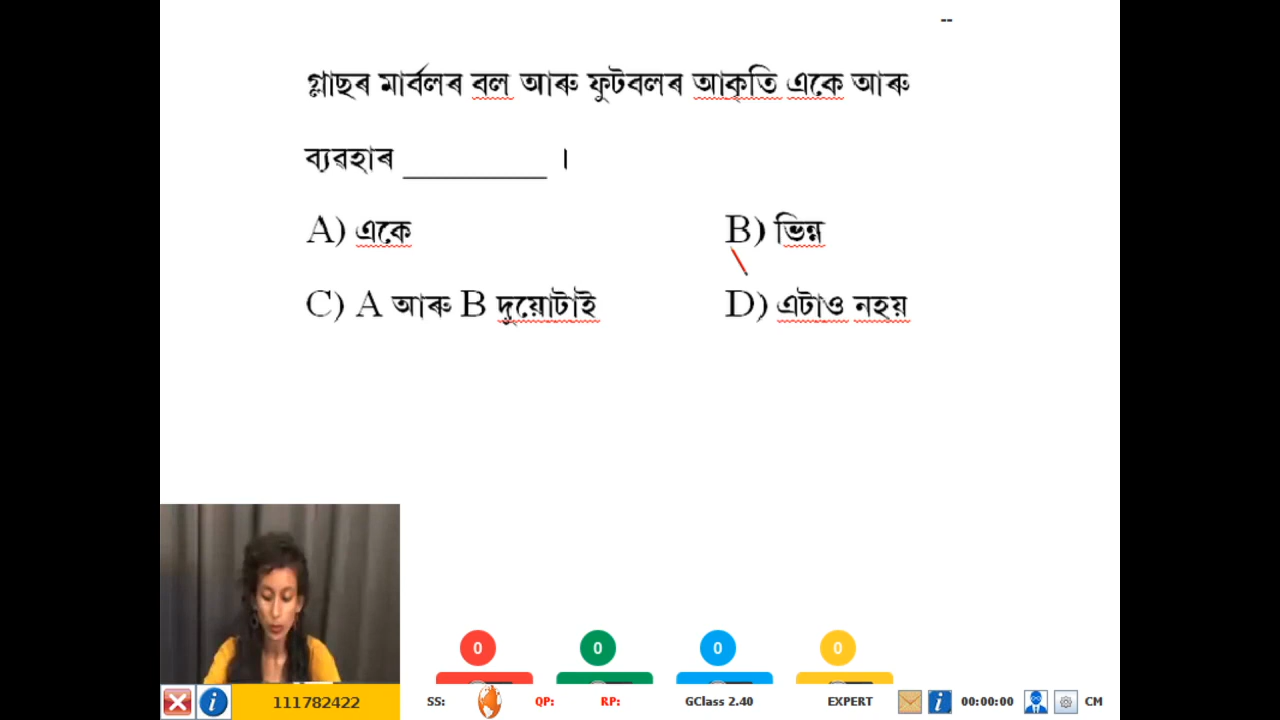 --
গ্লাছৰ মাৰ্বলৰ বল আৰু ফুটবলৰ আকৃতি একে আৰু
ব্যৱহাৰ __________ ।
A) একে B) ভিন্ন
C) A আৰু B দুয়োটাই D) এটাও নহয়
0 0 0 0
111782422 SS: QP: RP: GClass 2.40 EXPERT 00:00:00 CM